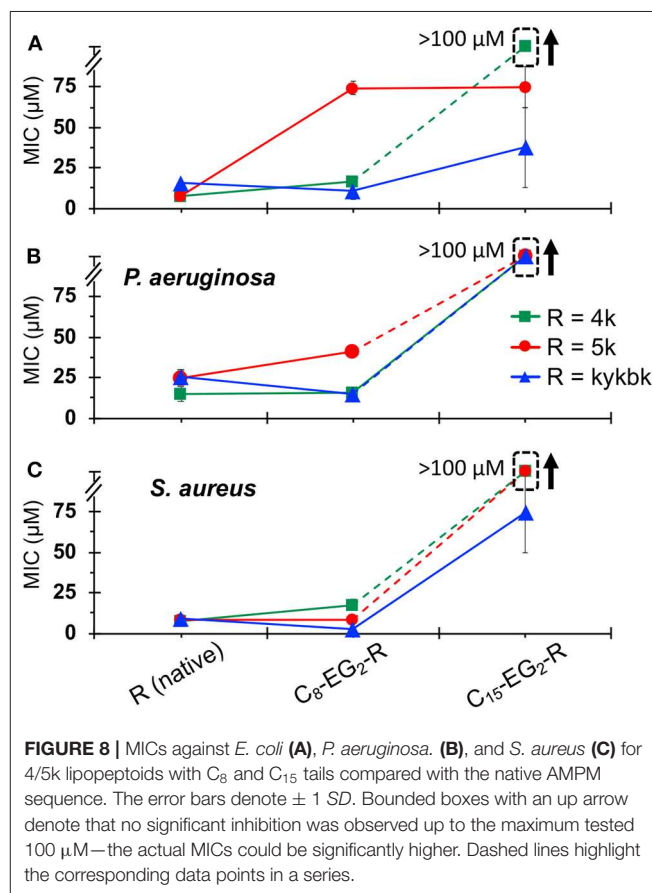 A
>100 µM
MIC (µM)
75
50
25
0
B
P. aeruginosa
>100 µM
MIC (µM)
75
50
25
0
R = 4k
R = 5k
R = kykbk
C
S. aureus
>100 µM
MIC (µM)
75
50
25
0
R (native)
C₈-EG₂-R
C₁₅-EG₂-R
FIGURE 8 | MICs against E. coli (A), P. aeruginosa. (B), and S. aureus (C) for
4/5k lipopeptoids with C₈ and C₁₅ tails compared with the native AMPM
sequence. The error bars denote ± 1 SD. Bounded boxes with an up arrow
denote that no significant inhibition was observed up to the maximum tested
100 µM—the actual MICs could be significantly higher. Dashed lines highlight
the corresponding data points in a series.